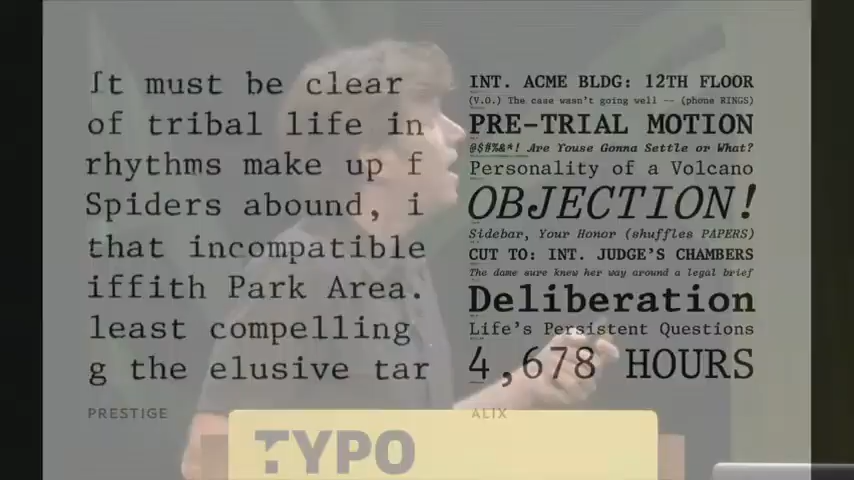 It must be clear
of tribal life in
rhythms make up f
Spiders abound, i
that incompatible
iffith Park Area.
least compelling
g the elusive tar
PRESTIGE
INT. ACME BLDG: 12TH FLOOR
(V.O.) The case wasn't going well -- (phone RINGS)
PRE-TRIAL MOTION
@$#%&*! Are Youse Gonna Settle or What?
Personality of a Volcano
OBJECTION!
Sidebar, Your Honor (shuffles PAPERS)
CUT TO: INT. JUDGE'S CHAMBERS
The dame sure knew her way around a legal brief
Deliberation
Life's Persistent Questions
4,678 HOURS
ALIX
TYPO